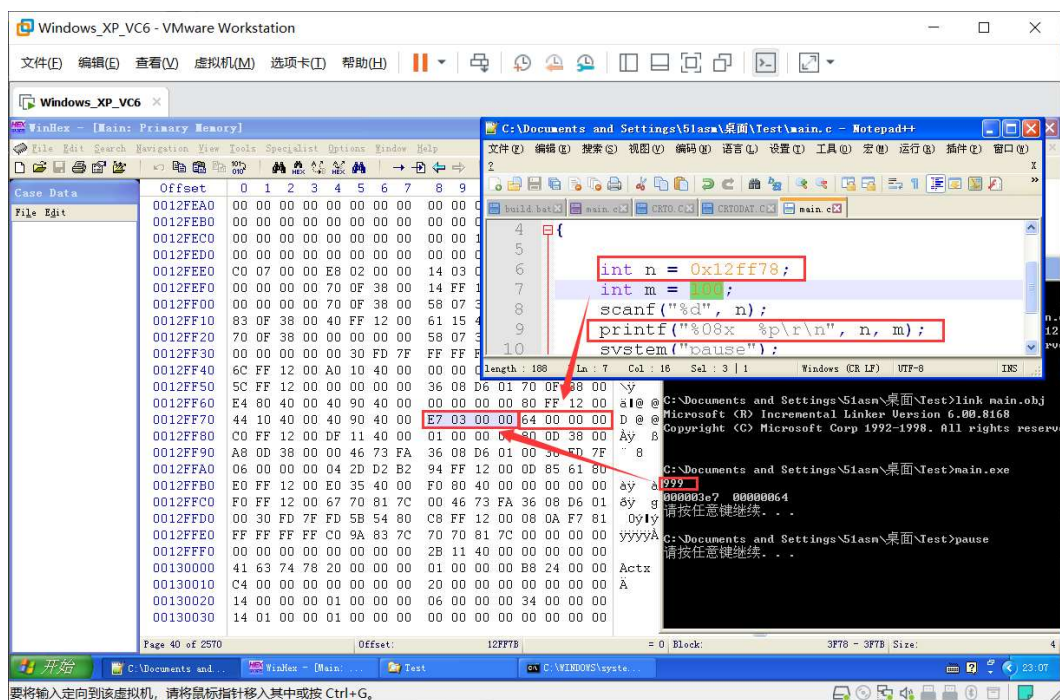 Windows_XP_VC6 - VMware Workstation
文件(F) 编辑(E) 查看(V) 虚拟机(M) 选项卡(T) 帮助(H)
Windows_XP_VC6
WinHex - [Main: Primary Memory]
File Edit Search Navigation View Tools Specialist Options Window Help
Case Data
File Edit
Offset 0 1 2 3 4 5 6 7 8 9
0012FEA0 00 00 00 00 00 00 00 00 00 00
0012FEB0 00 00 00 00 00 00 00 00 00 00
0012FEC0 00 00 00 00 00 00 00 00 00 00
0012FED0 00 00 00 00 00 00 00 00 00 00
0012FEE0 C0 07 00 00 E8 02 00 00 14 03
0012FEF0 00 00 00 00 70 0F 38 00 14 FF
0012FF00 00 00 00 00 70 0F 38 00 58 07
0012FF10 83 0F 38 00 40 FF 12 00 61 15
0012FF20 70 0F 38 00 00 00 00 00 58 07
0012FF30 00 00 00 00 00 30 FD 7F FF FF
0012FF40 6C FF 12 00 A0 10 40 00 00 00
0012FF50 5C FF 12 00 00 00 00 00 36 08 D6 01 70 0F 38 00
0012FF60 E4 80 40 00 40 90 40 00 00 00 00 00 80 FF 12 00
0012FF70 44 10 40 00 40 90 40 00 E7 03 00 00 64 00 00 00
0012FF80 C0 FF 12 00 DF 11 40 00 01 00 00 00 80 0D 38 00
0012FF90 A8 0D 38 00 00 46 73 FA 36 08 D6 01 00 30 FD 7F
0012FFA0 06 00 00 00 04 2D D2 B2 94 FF 12 00 0D 85 61 80
0012FFB0 E0 FF 12 00 E0 35 40 00 F0 80 40 00 00 00 00 00
0012FFC0 F0 FF 12 00 67 70 81 7C 00 46 73 FA 36 08 D6 01
0012FFD0 00 30 FD 7F FD 5B 54 80 C8 FF 12 00 08 0A F7 81
0012FFE0 FF FF FF FF C0 9A 83 7C 70 70 81 7C 00 00 00 00
0012FFF0 00 00 00 00 00 00 00 00 2B 11 40 00 00 00 00 00
00130000 41 63 74 78 20 00 00 00 01 00 00 00 B8 24 00 00 Actx
00130010 C4 00 00 00 00 00 00 00 20 00 00 00 00 00 00 00 Ä
00130020 14 00 00 00 01 00 00 00 06 00 00 00 34 00 00 00
00130030 14 01 00 00 01 00 00 00 00 00 00 00 00 00 00 00
Page 40 of 2570 Offset: 12FF7B = 0 Block: 3F78 - 3F7B Size: 4
C:\Documents and Settings\51asm\桌面\Test\main.c - Notepad++
文件(F) 编辑(E) 搜索(S) 视图(V) 编码(N) 语言(L) 设置(T) 工具(O) 宏(M) 运行(R) 插件(P) 窗口(W) X
?
build.bat main.c CRT0.C CRT0DAT.C main.c
4 {
5
6 int n = 0x12ff78;
7 int m = 100;
8 scanf("%d", n);
9 printf("%08x %p\r\n", n, m);
10 system("pause");
length : 188 Ln : 7 Col : 16 Sel : 3 | 1 Windows (CR LF) UTF-8 INS
C:\Documents and Settings\51asm\桌面\Test>link main.obj
Microsoft (R) Incremental Linker Version 6.00.8168
Copyright (C) Microsoft Corp 1992-1998. All rights reserve
C:\Documents and Settings\51asm\桌面\Test>main.exe
999
000003e7 00000064
请按任意键继续. . .
C:\Documents and Settings\51asm\桌面\Test>pause
请按任意键继续. . .
开始 C:\Documents and... WinHex - [Main: ... Test C:\WINDOWS\syste... 23:07
要将输入定向到该虚拟机，请将鼠标指针移入其中或按 Ctrl+G。